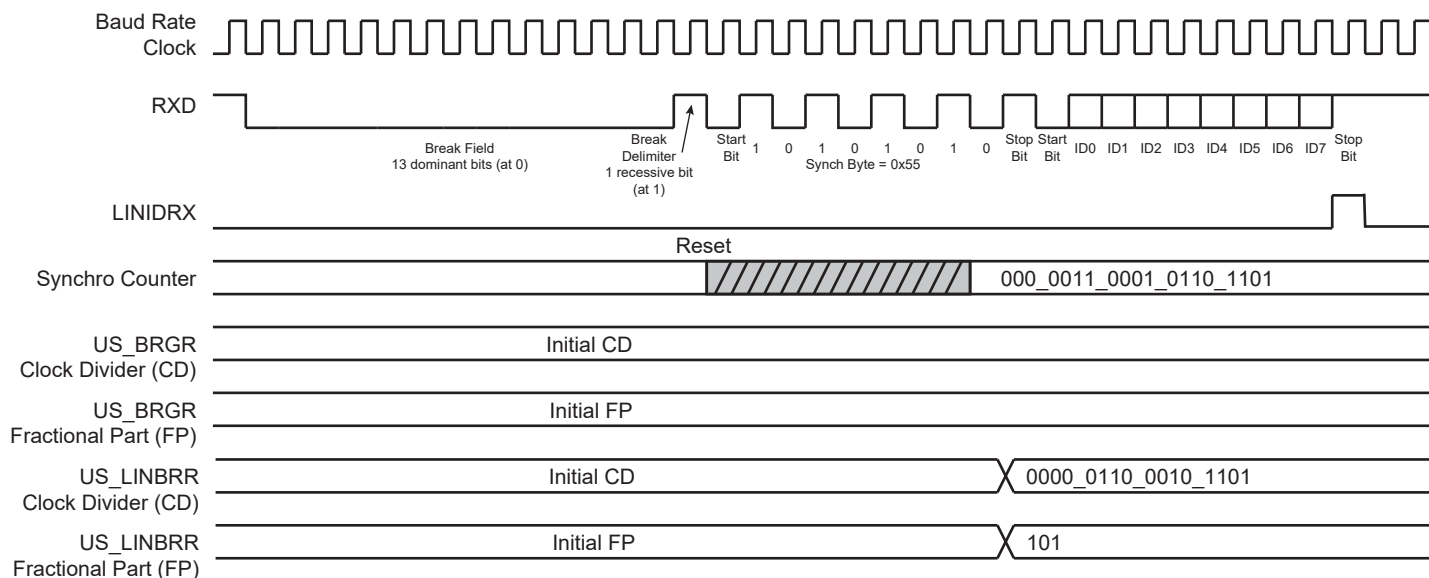 Baud Rate
Clock
RXD
Break Field
13 dominant bits (at 0)
Break
Delimiter
1 recessive bit
(at 1)
Start
Bit
1 0 1 0 1 0 1 0
Synch Byte = 0x55
Stop
Bit
Start
Bit
ID0 ID1 ID2 ID3 ID4 ID5 ID6 ID7
Stop
Bit
LINIDRX
Reset
Synchro Counter
000_0011_0001_0110_1101
US_BRGR
Clock Divider (CD)
Initial CD
US_BRGR
Fractional Part (FP)
Initial FP
US_LINBRR
Clock Divider (CD)
Initial CD
0000_0110_0010_1101
US_LINBRR
Fractional Part (FP)
Initial FP
101